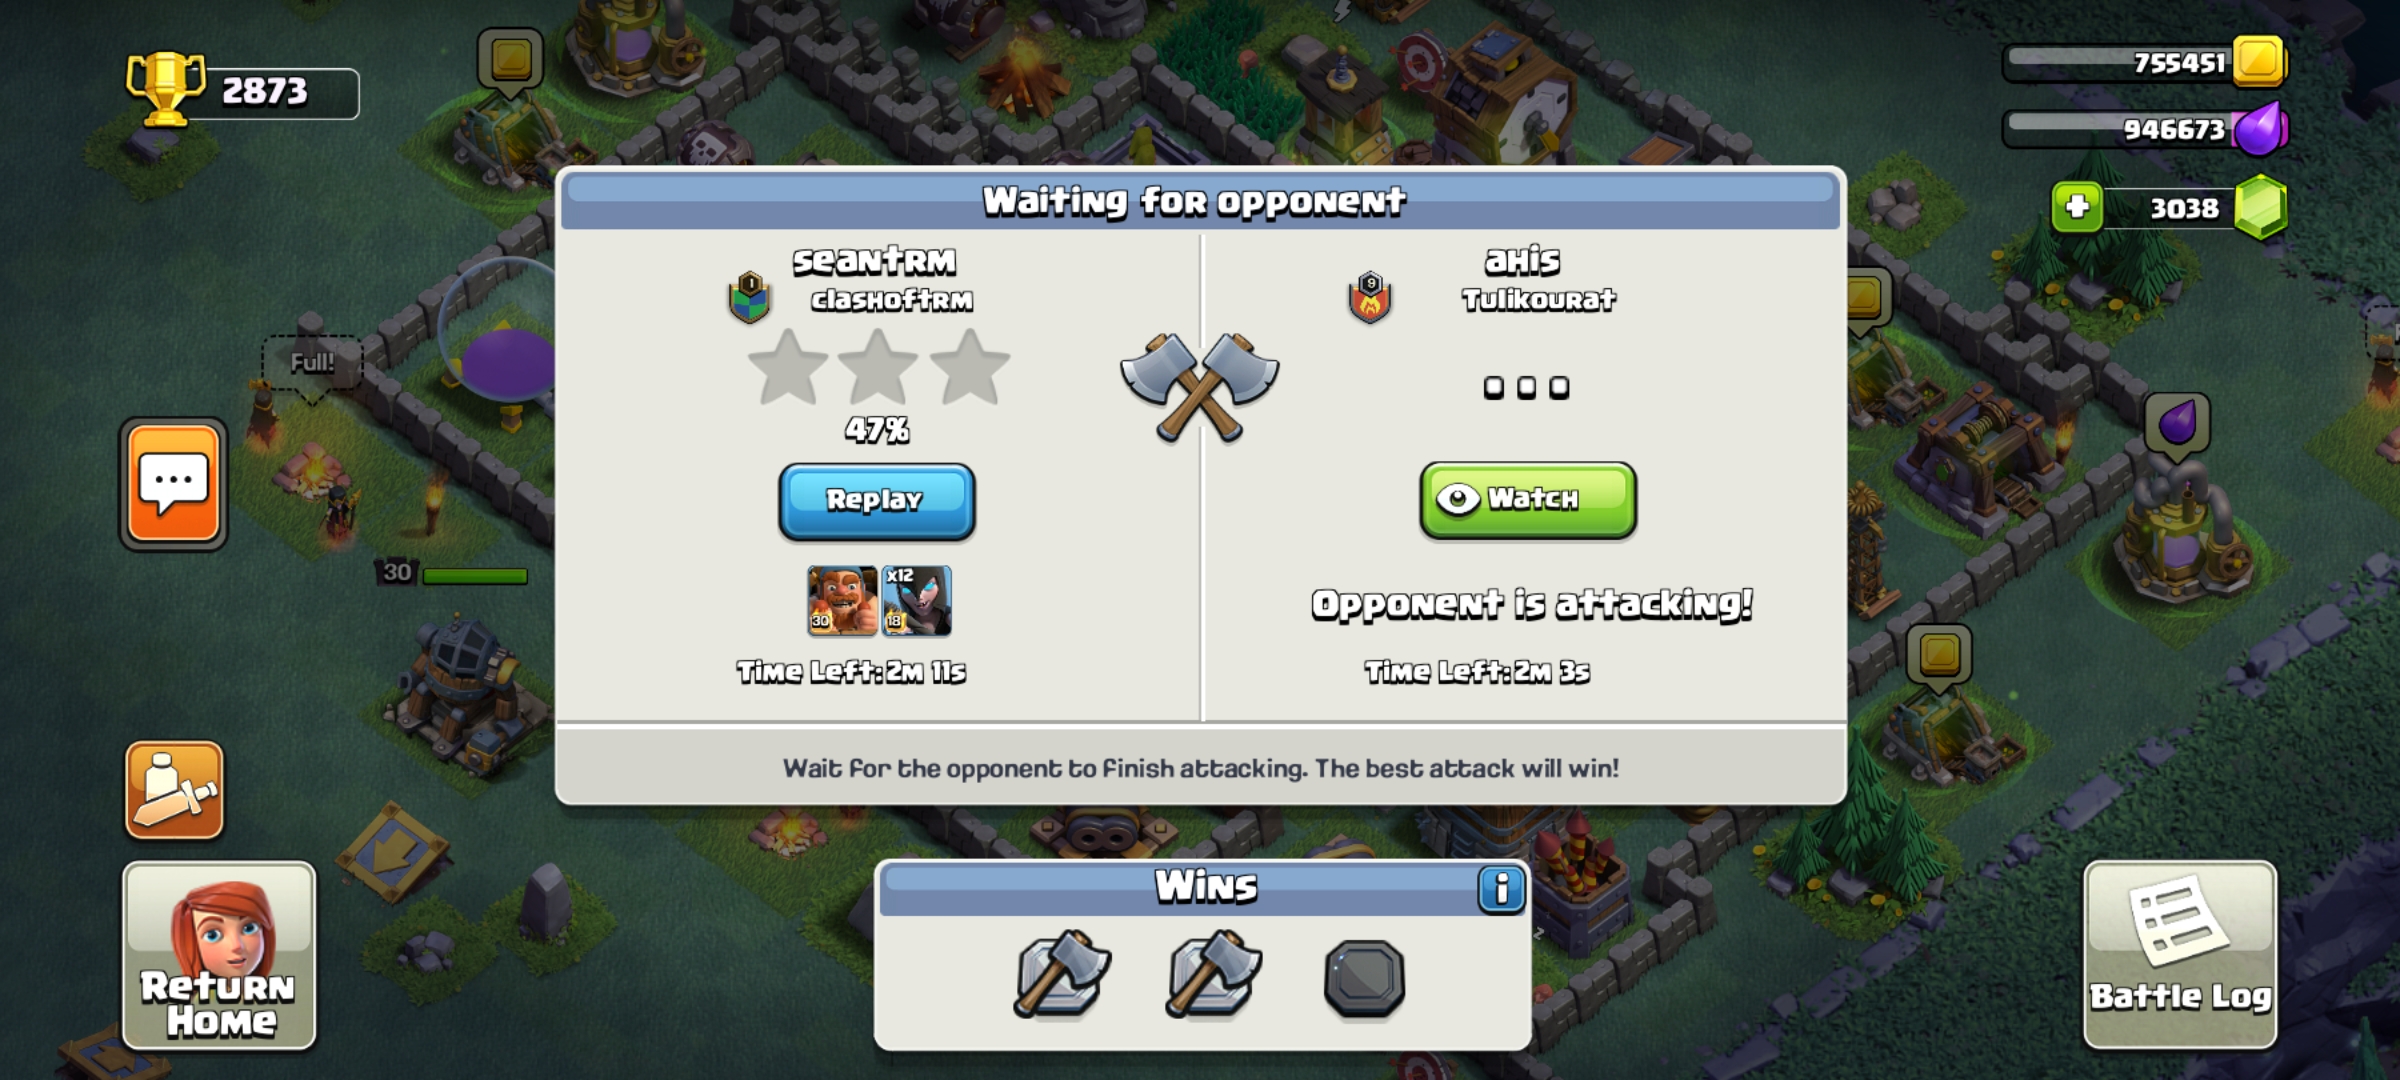 2873
755451
946673
3038
Waiting for opponent
seantrm
1
clashoftrm
47%
Replay
30
x12
18
Time Left:2m 11s
ahis
9
Tulikourat
Watch
Opponent is attacking!
Time Left:2m 3s
Wait for the opponent to finish attacking. The best attack will win!
Full!
30
Return
Home
Wins
i
z
Battle Log